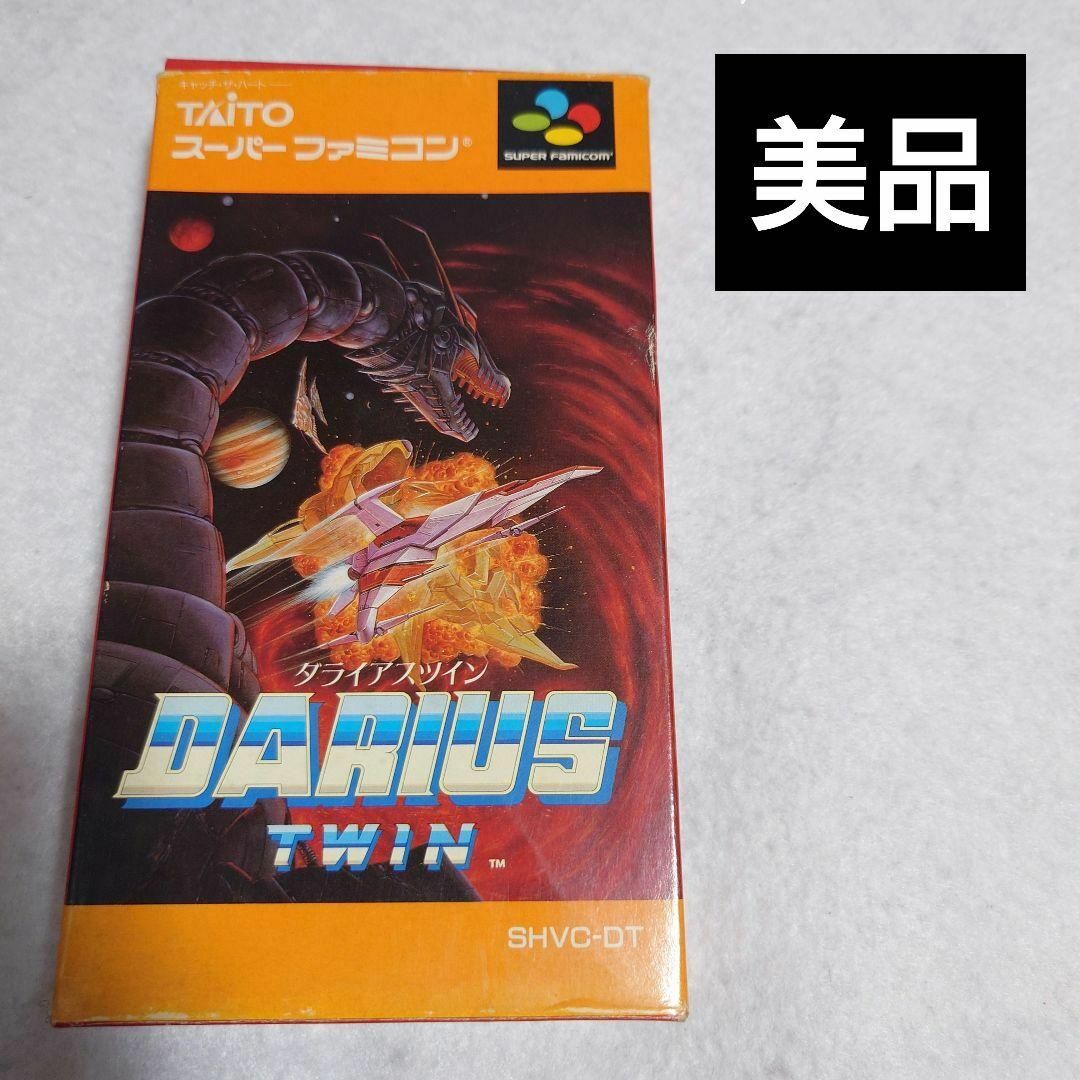 キャッチ・ザ・ハート
TAITO
スーパーファミコン®
SUPER FAMICOM
美品
ダライアスツイン
DARIUS
TWIN ™
SHVC-DT